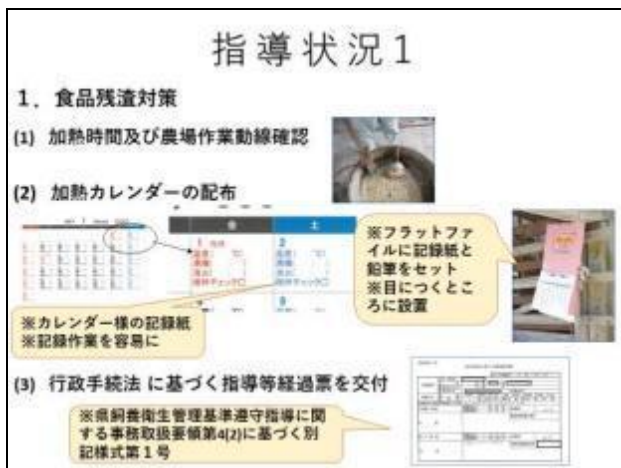 指導状況1
1．食品残渣対策
(1) 加熱時間及び農場作業動線確認
(2) 加熱カレンダーの配布
金
土
1
2
※フラットファ
イルに記録紙と
鉛筆をセット
※目につくとこ
ろに設置
※カレンダー様の記録紙
※記録作業を容易に
(3) 行政手続法 に基づく指導等経過票を交付
※県飼養衛生管理基準遵守指導に関
する事務取扱要領第4(2)に基づく別
記様式第１号